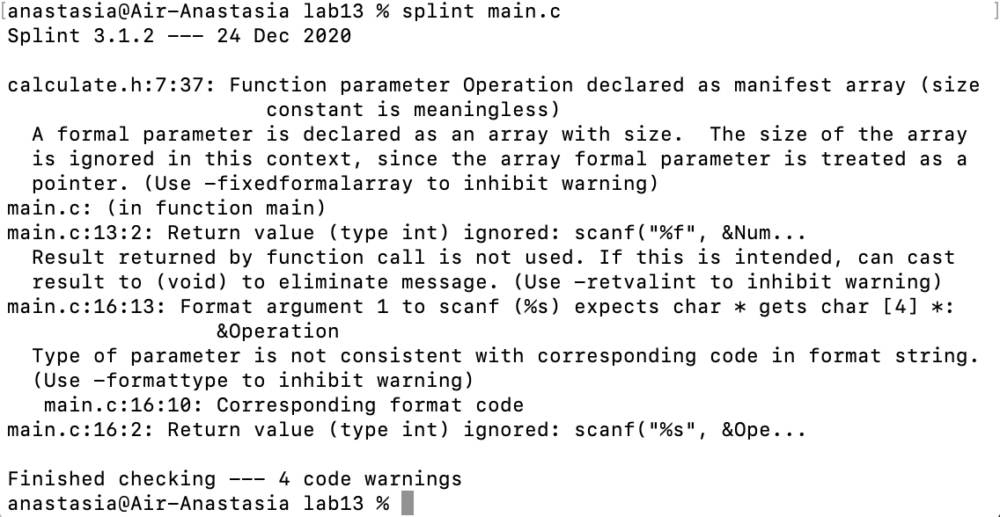 [anastasia@Air-Anastasia lab13 % splint main.c ]
Splint 3.1.2 --- 24 Dec 2020

calculate.h:7:37: Function parameter Operation declared as manifest array (size
                     constant is meaningless)
  A formal parameter is declared as an array with size.  The size of the array
  is ignored in this context, since the array formal parameter is treated as a
  pointer. (Use -fixedformalarray to inhibit warning)
main.c: (in function main)
main.c:13:2: Return value (type int) ignored: scanf("%f", &Num...
  Result returned by function call is not used. If this is intended, can cast
  result to (void) to eliminate message. (Use -retvalint to inhibit warning)
main.c:16:13: Format argument 1 to scanf (%s) expects char * gets char [4] *:
                 &Operation
  Type of parameter is not consistent with corresponding code in format string.
  (Use -formattype to inhibit warning)
   main.c:16:10: Corresponding format code
main.c:16:2: Return value (type int) ignored: scanf("%s", &Ope...

Finished checking --- 4 code warnings
anastasia@Air-Anastasia lab13 %